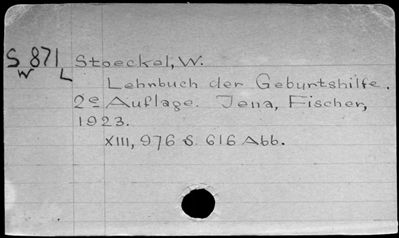 S 871 Stoeckel, W.
W L
Lehrbuch der Geburtshilfe.
2e Auflage. Jena, Fischer,
1923.
XIII, 976 S. 616 Abb.